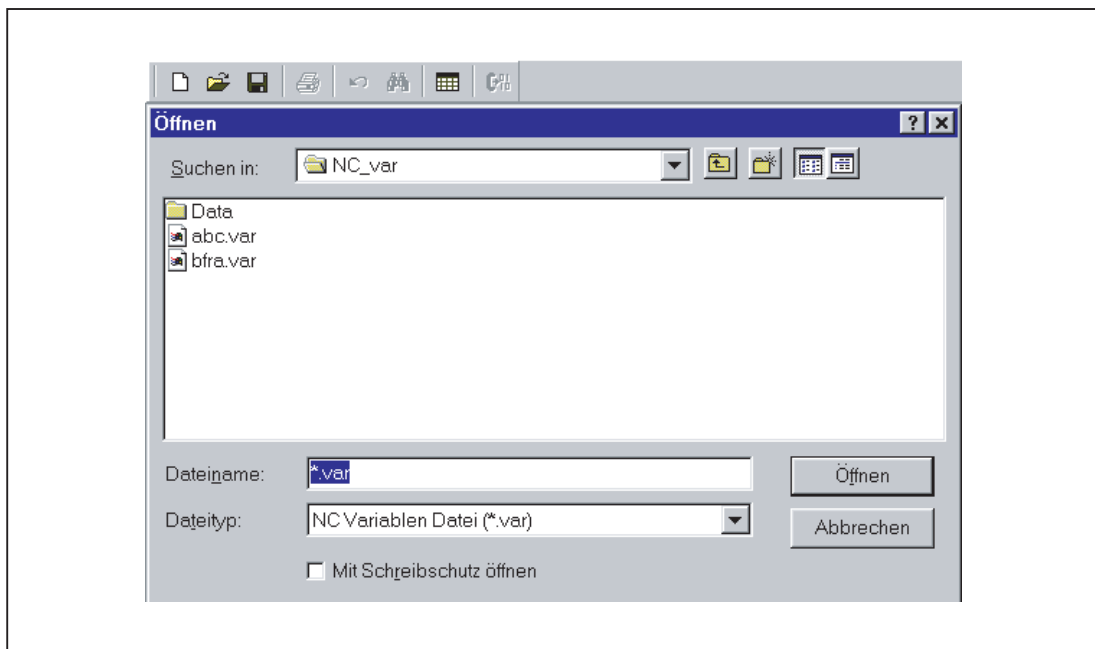 Öffnen
Suchen in: NC_var
Data
abc.var
bfra.var
Dateiname: *.var
Öffnen
Dateityp: NC Variablen Datei (*.var)
Abbrechen
Mit Schreibschutz öffnen